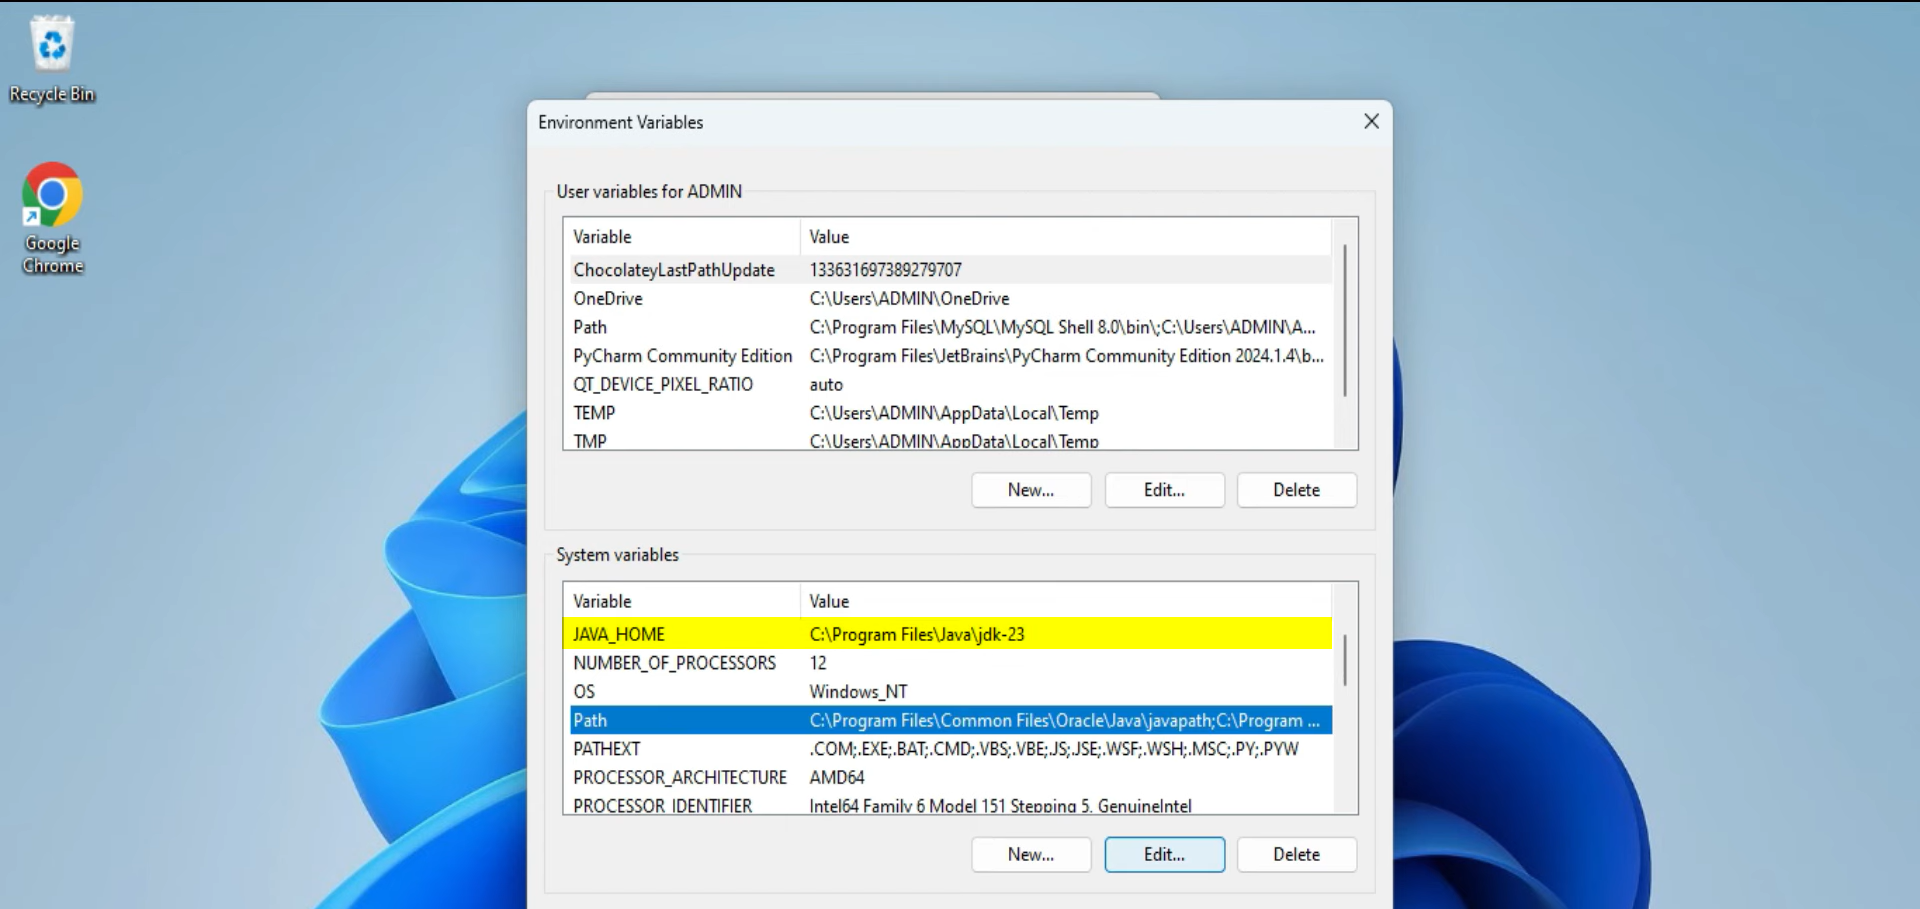 Recycle Bin
Google
Chrome
Environment Variables
User variables for ADMIN
Variable Value
ChocolateyLastPathUpdate 133631697389279707
OneDrive C:\Users\ADMIN\OneDrive
Path C:\Program Files\MySQL\MySQL Shell 8.0\bin\;C:\Users\ADMIN\A...
PyCharm Community Edition C:\Program Files\JetBrains\PyCharm Community Edition 2024.1.4\b...
QT_DEVICE_PIXEL_RATIO auto
TEMP C:\Users\ADMIN\AppData\Local\Temp
TMP C:\Users\ADMIN\AppData\Local\Temp
New... Edit... Delete
System variables
Variable Value
JAVA_HOME C:\Program Files\Java\jdk-23
NUMBER_OF_PROCESSORS 12
OS Windows_NT
Path C:\Program Files\Common Files\Oracle\Java\javapath;C:\Program ...
PATHEXT .COM;.EXE;.BAT;.CMD;.VBS;.VBE;.JS;.JSE;.WSF;.WSH;.MSC;.PY;.PYW
PROCESSOR_ARCHITECTURE AMD64
PROCESSOR_IDENTIFIER Intel64 Family 6 Model 151 Stepping 5, GenuineIntel
New... Edit... Delete